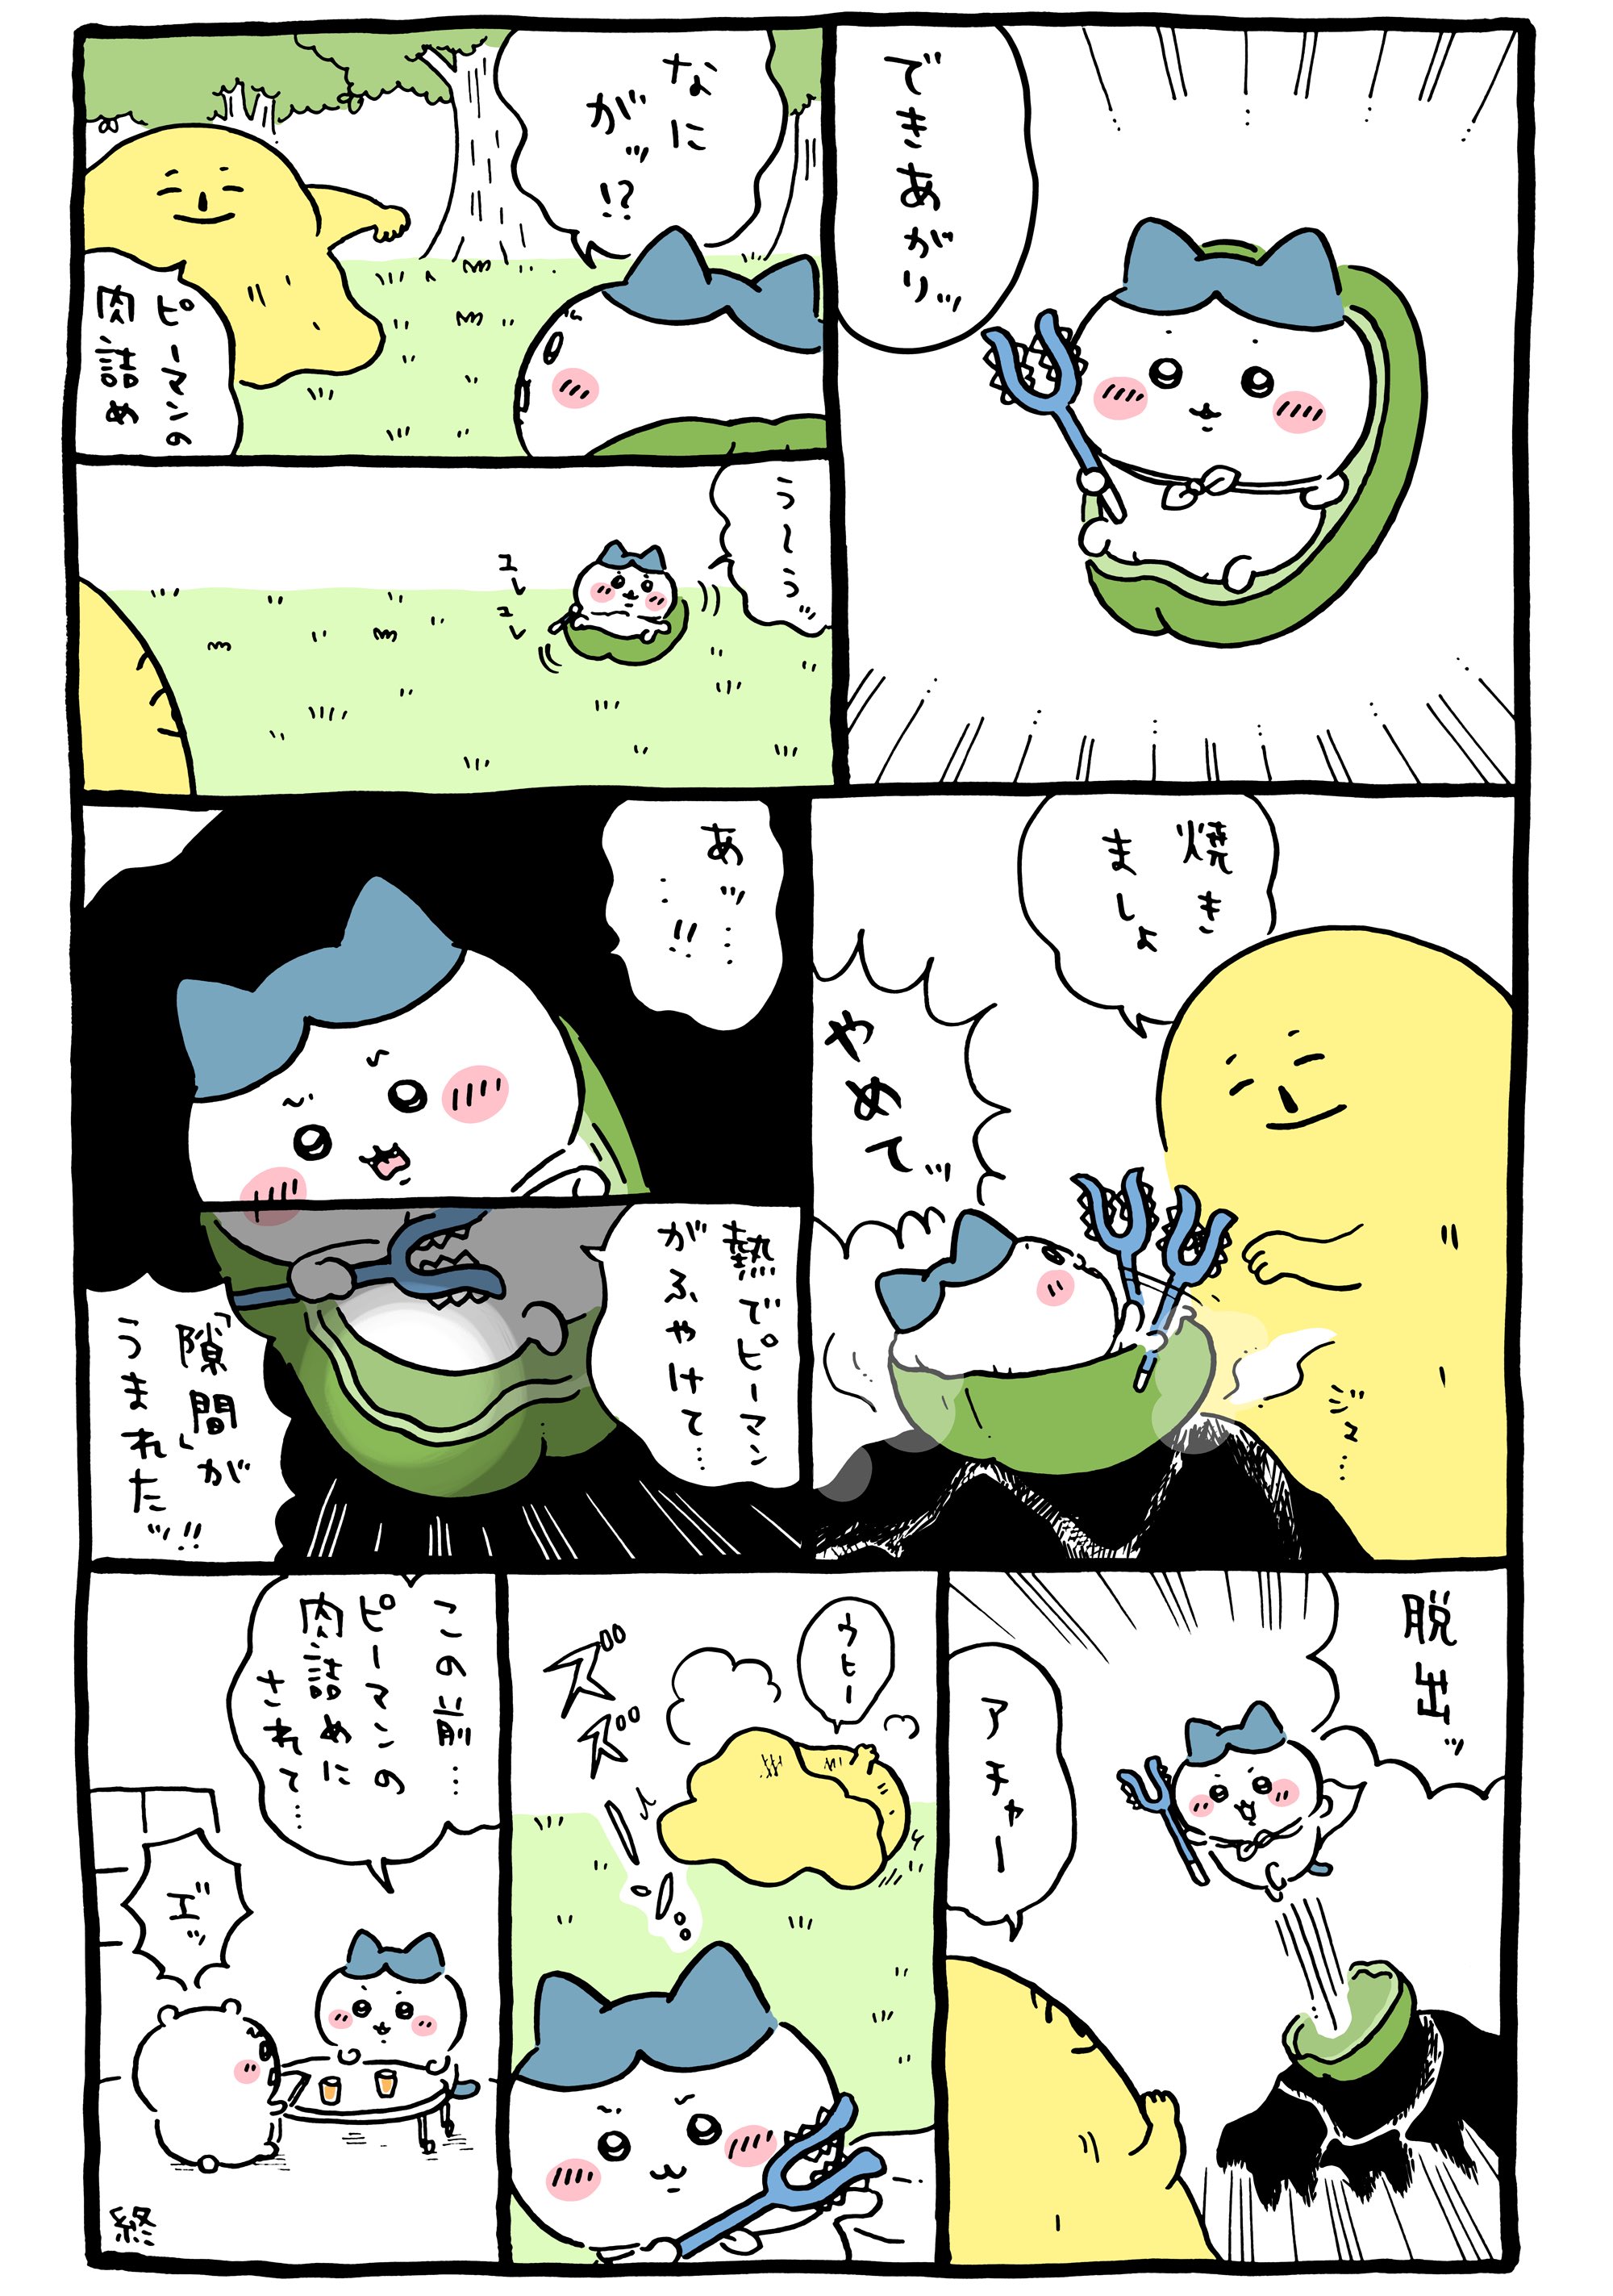 できあがりッ
なに
がッ!?
ピーマンの
肉詰め
う〜うッ
ユレ
ユレ
焼き
ましょ
やめてッ
ジュ…
あッ…
…!!
熱でピーマン
がふやけて…
「隙間」が
うまれたッ!!
脱出ッ
アチャー
ウヒー
ズズ
この前…
ピーマンの
肉詰めに
されて…
エッ
終